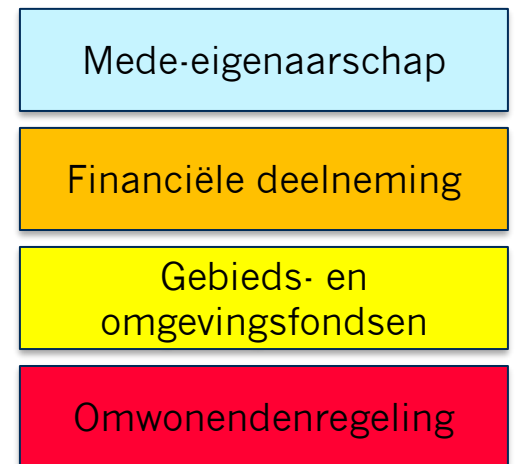 Mede-eigenaarschap
Financiële deelneming
Gebieds- en
omgevingsfondsen
Omwonendenregeling